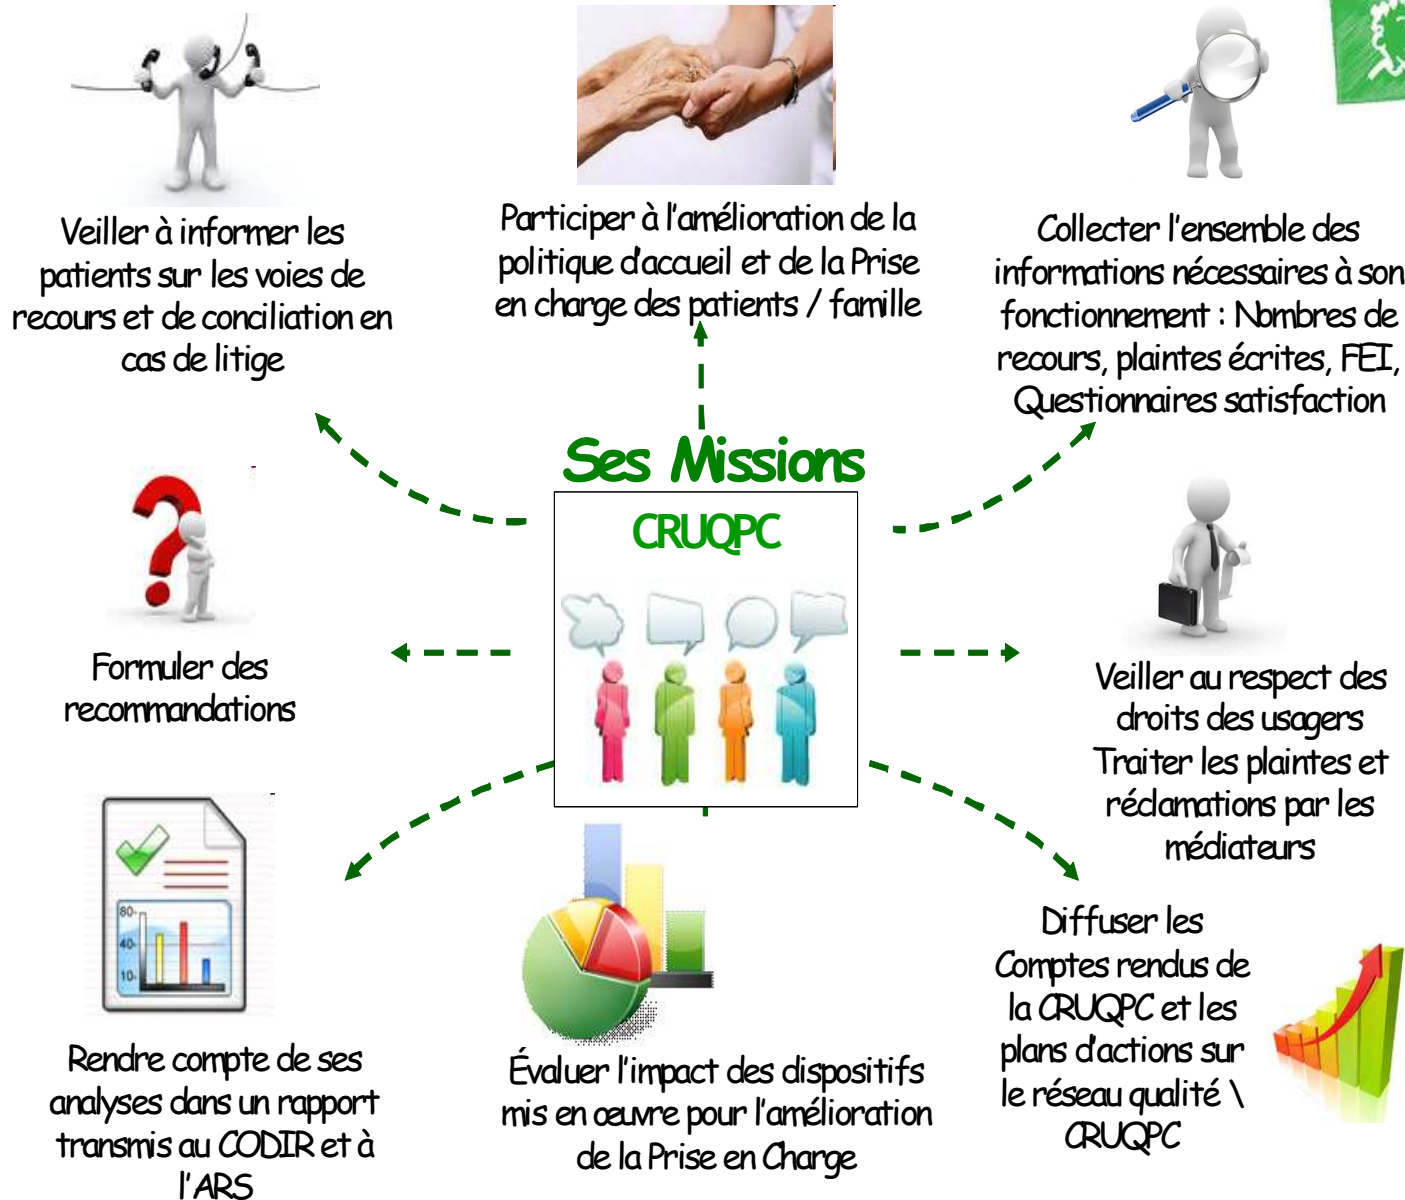 Veiller à informer les
patients sur les voies de
recours et de conciliation en
cas de litige
Participer à l'amélioration de la
politique d'accueil et de la Prise
en charge des patients / famille
Collecter l'ensemble des
informations nécessaires à son
fonctionnement : Nombres de
recours, plaintes écrites, FEI,
Questionnaires satisfaction
Ses Missions
CRUQPC
Formuler des
recommandations
Veiller au respect des
droits des usagers
Traiter les plaintes et
réclamations par les
médiateurs
80
40
10
Rendre compte de ses
analyses dans un rapport
transmis au CODIR et à
l'ARS
Évaluer l'impact des dispositifs
mis en œuvre pour l'amélioration
de la Prise en Charge
Diffuser les
Comptes rendus de
la CRUQPC et les
plans d'actions sur
le réseau qualité \
CRUQPC